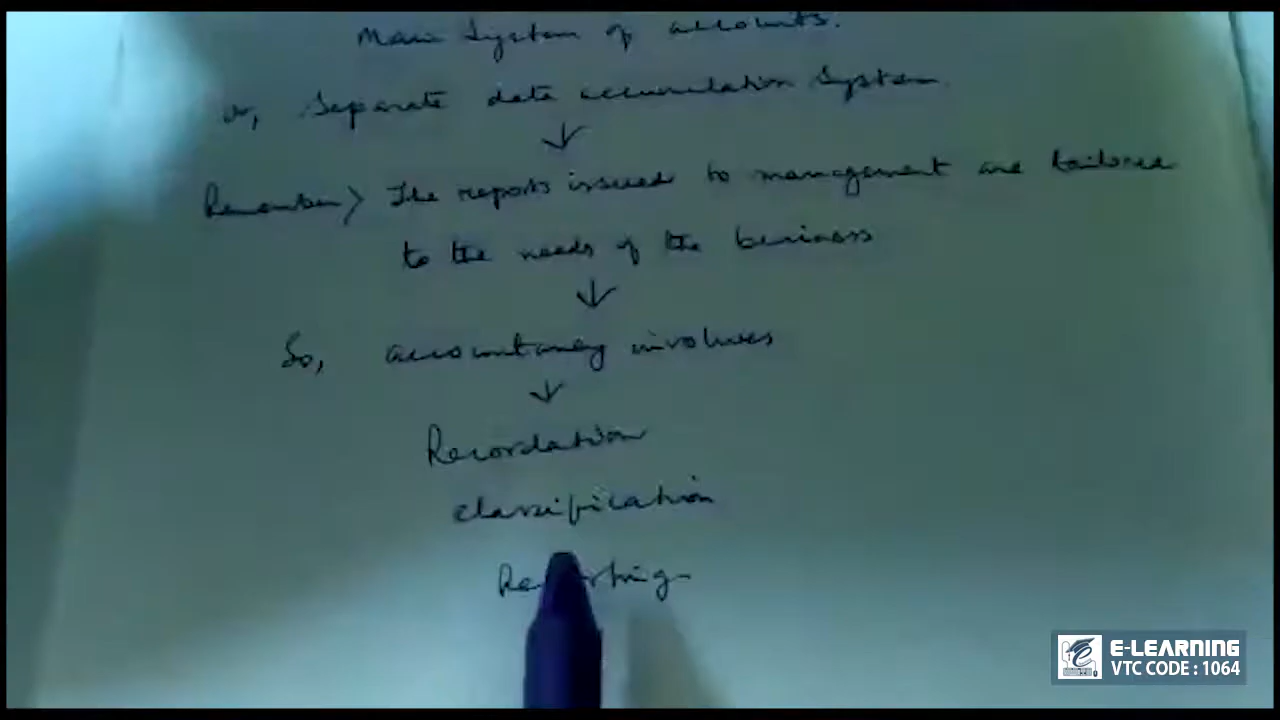 Main System of accounts.
or, Separate data accumulation System.
↓
Remember> The reports issued to management are tailored
to the needs of the business
↓
So, accountancy involves
↓
Recordation
classification
Reporting
E-LEARNING
VTC CODE : 1064